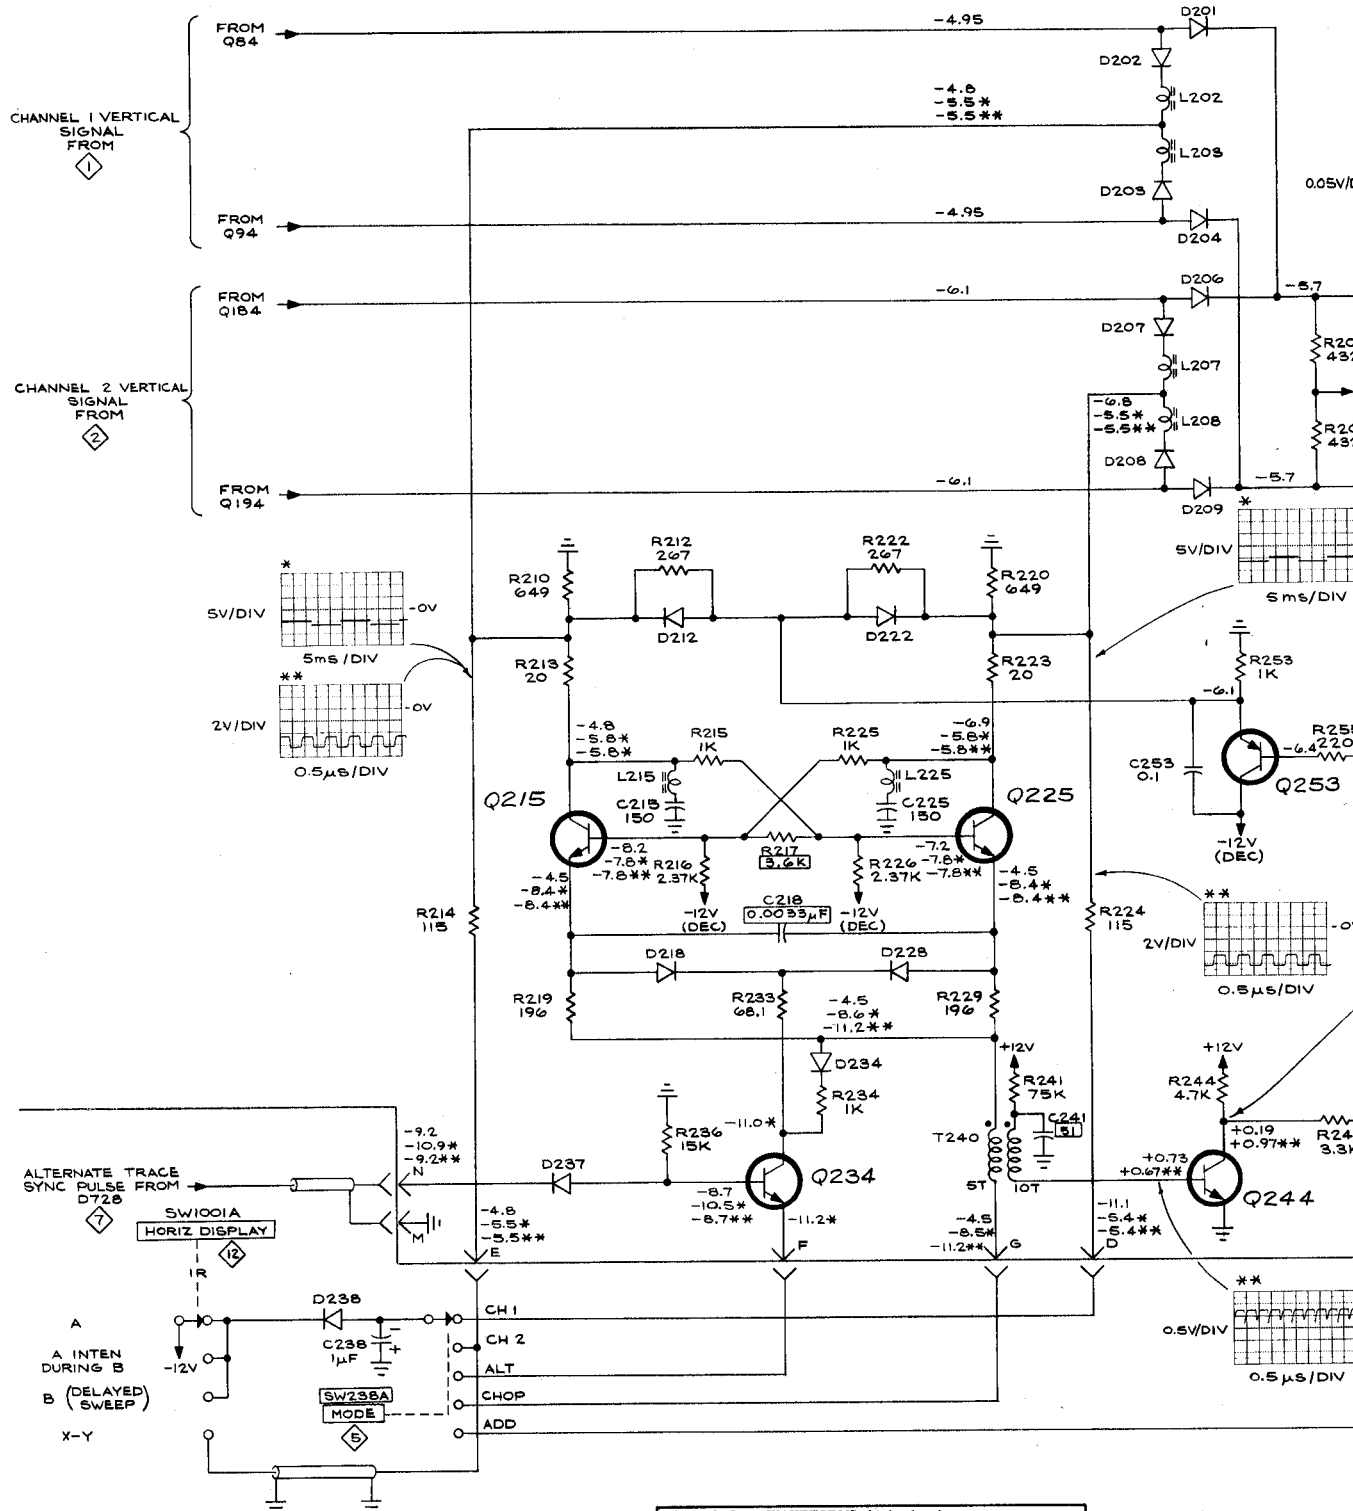 FROM
Q84
-4.95
D201
D202
-4.8
-5.5*
-5.5**
L202
CHANNEL 1 VERTICAL
SIGNAL
FROM
1
L203
D203
0.05V/D
FROM
Q94
-4.95
D204
FROM
Q184
-6.1
D206
-5.7
D207
R20
432
L207
CHANNEL 2 VERTICAL
SIGNAL
FROM
2
-6.8
-5.5*
-5.5**
L208
R20
432
D208
FROM
Q194
-6.1
-5.7
D209
*
5V/DIV
5ms/DIV
R212
267
R222
267
R210
649
R220
649
*
5V/DIV
-0V
5ms/DIV
D212
D222
R213
20
R223
20
R253
1K
-6.1
**
2V/DIV
-0V
0.5µs/DIV
-4.8
-5.8*
-5.8*
R215
1K
R225
1K
-6.9
-5.8*
-5.8**
-6.4
R255
220
C253
0.1
Q253
-12V
(DEC)
L215
C215
150
L225
C225
150
Q215
Q225
-8.2
-7.8*
-7.8**
R216
2.37K
R217
3.6K
R226
2.37K
-7.2
-7.8*
-7.8**
-4.5
-8.4*
-8.4**
-4.5
-8.4*
-8.4**
-12V
(DEC)
C218
0.0033µF
-12V
(DEC)
R214
115
R224
115
**
2V/DIV
-0V
0.5µs/DIV
D218
D228
R219
196
R233
68.1
-4.5
-8.6*
-11.2**
R229
196
D234
R234
1K
+12V
R241
75K
C241
51
+12V
R244
4.7K
+0.19
+0.97**
R24
3.3K
-9.2
-10.9*
-9.2**
N
R236
15K
-11.0*
T240
5T
10T
+0.73
+0.67**
Q244
ALTERNATE TRACE
SYNC PULSE FROM
D728
7
D237
Q234
-8.7
-10.5*
-8.7**
-11.2*
M
-4.8
-5.5*
-5.5**
E
F
-4.5
-8.5*
-11.2**
G
-11.1
-5.4*
-5.4**
D
SW1001A
HORIZ DISPLAY
12
1R
**
0.5V/DIV
0.5µs/DIV
A
-12V
D238
C238
1µF
-
+
CH 1
A INTEN
DURING B
CH 2
B (DELAYED
SWEEP)
ALT
SW238A
MODE
5
CHOP
X-Y
ADD